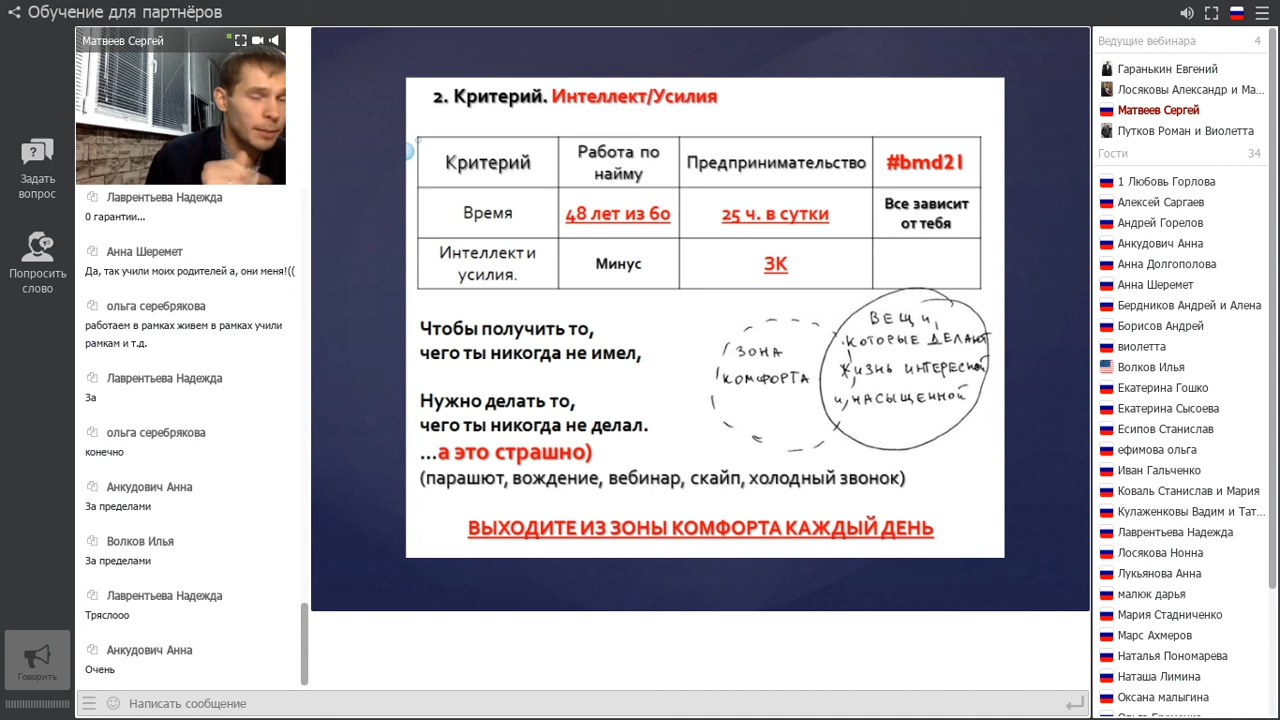 Обучение для партнёров
Матвеев Сергей
Задать
вопрос
Попросить
слово
Говорить
Лаврентьева Надежда
0 гарантии...
Анна Шеремет
Да, так учили моих родителей а, они меня!((
ольга серебрякова
работаем в рамках живем в рамках учили
рамкам и т.д.
Лаврентьева Надежда
За
ольга серебрякова
конечно
Анкудович Анна
За пределами
Волков Илья
За пределами
Лаврентьева Надежда
Тряслооо
Анкудович Анна
Очень
Написать сообщение
2. Критерий. Интеллект/Усилия
Критерий
Работа по
найму
Предпринимательство
#bmd21
Время
48 лет из 60
25 ч. в сутки
Все зависит
от тебя
Интеллект и
усилия.
Минус
ЗК
Чтобы получить то,
чего ты никогда не имел,
Нужно делать то,
чего ты никогда не делал.
...а это страшно)
(парашют, вождение, вебинар, скайп, холодный звонок)
ЗОНА
КОМФОРТА
ВЕЩИ,
КОТОРЫЕ ДЕЛАЮТ
ЖИЗНЬ ИНТЕРЕСНОЙ
И НАСЫЩЕННОЙ
ВЫХОДИТЕ ИЗ ЗОНЫ КОМФОРТА КАЖДЫЙ ДЕНЬ
Ведущие вебинара 4
Гаранькин Евгений
Лосяковы Александр и Ма...
Матвеев Сергей
Путков Роман и Виолетта
Гости 34
1 Любовь Горлова
Алексей Саргаев
Андрей Горелов
Анкудович Анна
Анна Долгополова
Анна Шеремет
Бердников Андрей и Алена
Борисов Андрей
виолетта
Волков Илья
Екатерина Гошко
Екатерина Сысоева
Есипов Станислав
ефимова ольга
Иван Гальченко
Коваль Станислав и Мария
Кулаженковы Вадим и Тат...
Лаврентьева Надежда
Лосякова Нонна
Лукьянова Анна
малюк дарья
Мария Стадниченко
Марс Ахмеров
Наталья Пономарева
Наташа Лимина
Оксана малыгина